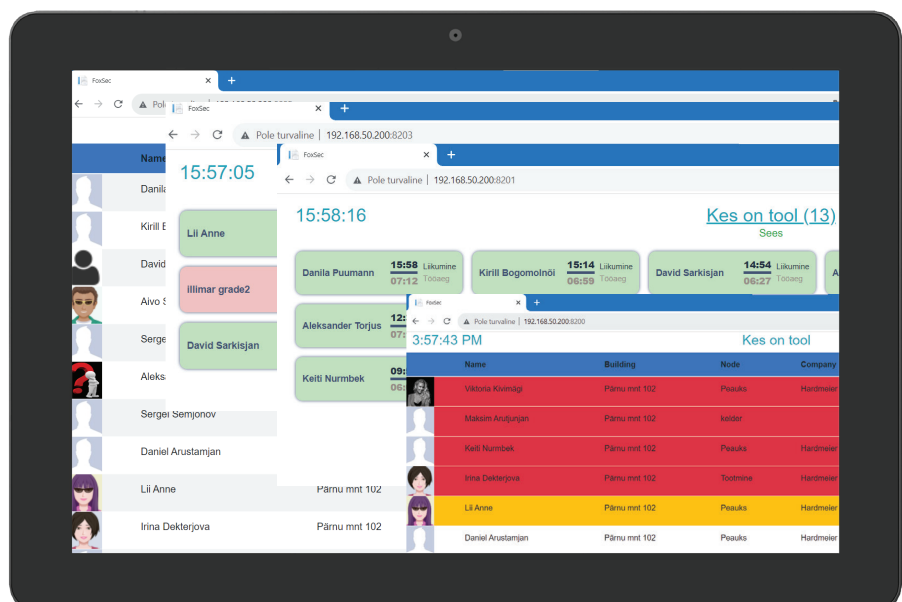 FoxSec
Pol
Name
Danila
Kirill B
David
Aivo S
Serge
Aleks
Sergei Semjonov
Daniel Arustamjan
Lii Anne Pärnu mnt 102
Irina Dekterjova Pärnu mnt 102
FoxSec
Pole turvaline | 192.168.50.200:8203
15:57:05
Lii Anne
illimar grade2
David Sarkisjan
FoxSec
Pole turvaline | 192.168.50.200:8201
15:58:16 Kes on tool (13)
Sees
Danila Puumann 15:58 Liikumine 07:12 Tööaeg
Kirill Bogomolnõi 15:14 Liikumine 06:59 Tööaeg
David Sarkisjan 14:54 Liikumine 06:27 Tööaeg
A
Aleksander Torjus 12: 07:
Keiti Nurmbek 09: 06:
FoxSec
Pole turvaline | 192.168.50.200:8200
3:57:43 PM Kes on tool
Name Building Node Company
Viktoria Kivimägi Pärnu mnt 102 Peauks Hardmeier
Maksim Arutjunjan Pärnu mnt 102 kelder
Keiti Nurmbek Pärnu mnt 102 Peauks Hardmeier
Irina Dekterjova Pärnu mnt 102 Tootmine Hardmeier
Lii Anne Pärnu mnt 102 Peauks Hardmeier
Daniel Arustamjan Pärnu mnt 102 Peauks Hardmeier